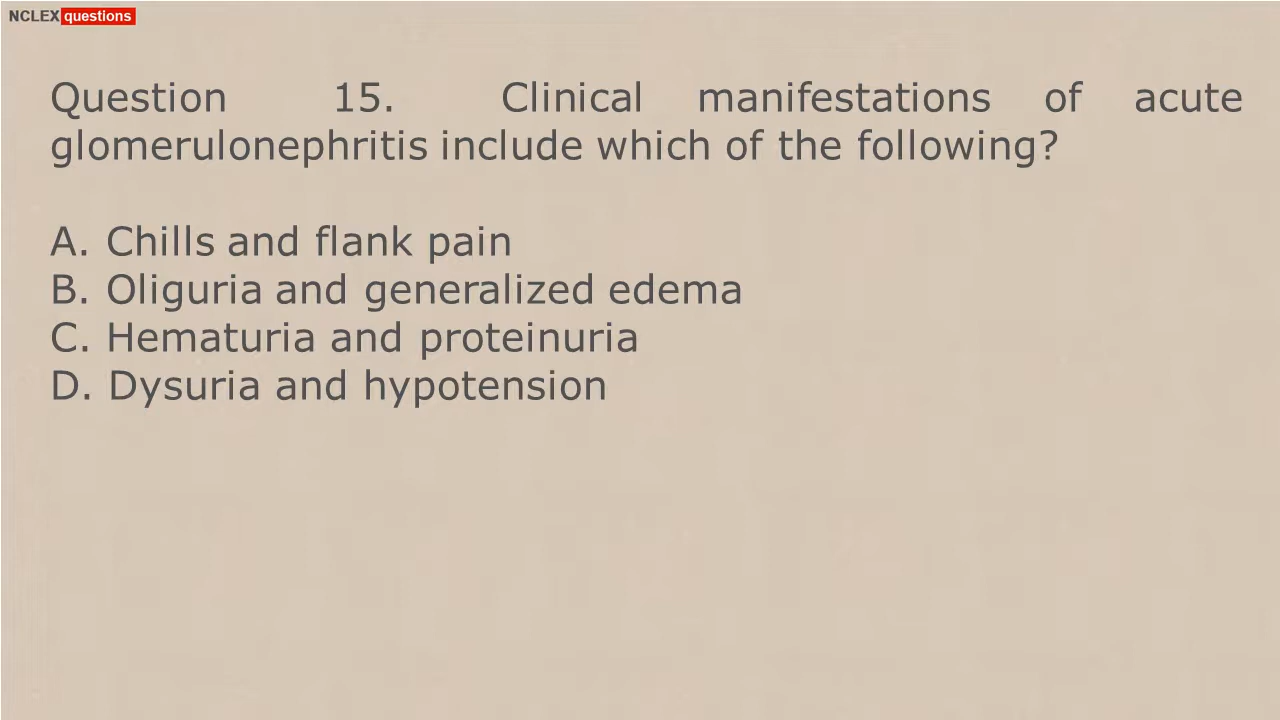 NCLEX questions
Question 15. Clinical manifestations of acute
glomerulonephritis include which of the following?
A. Chills and flank pain
B. Oliguria and generalized edema
C. Hematuria and proteinuria
D. Dysuria and hypotension